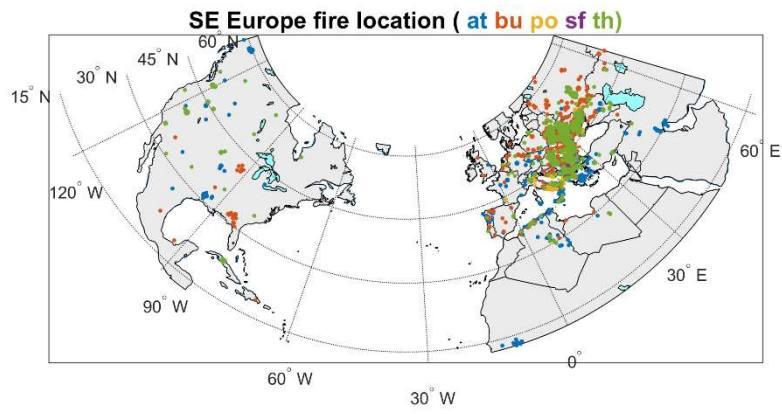 SE Europe fire location ( at bu po sf th)
60° N
45° N
30° N
15° N
60° E
120° W
30° E
90° W
0°
60° W
30° W